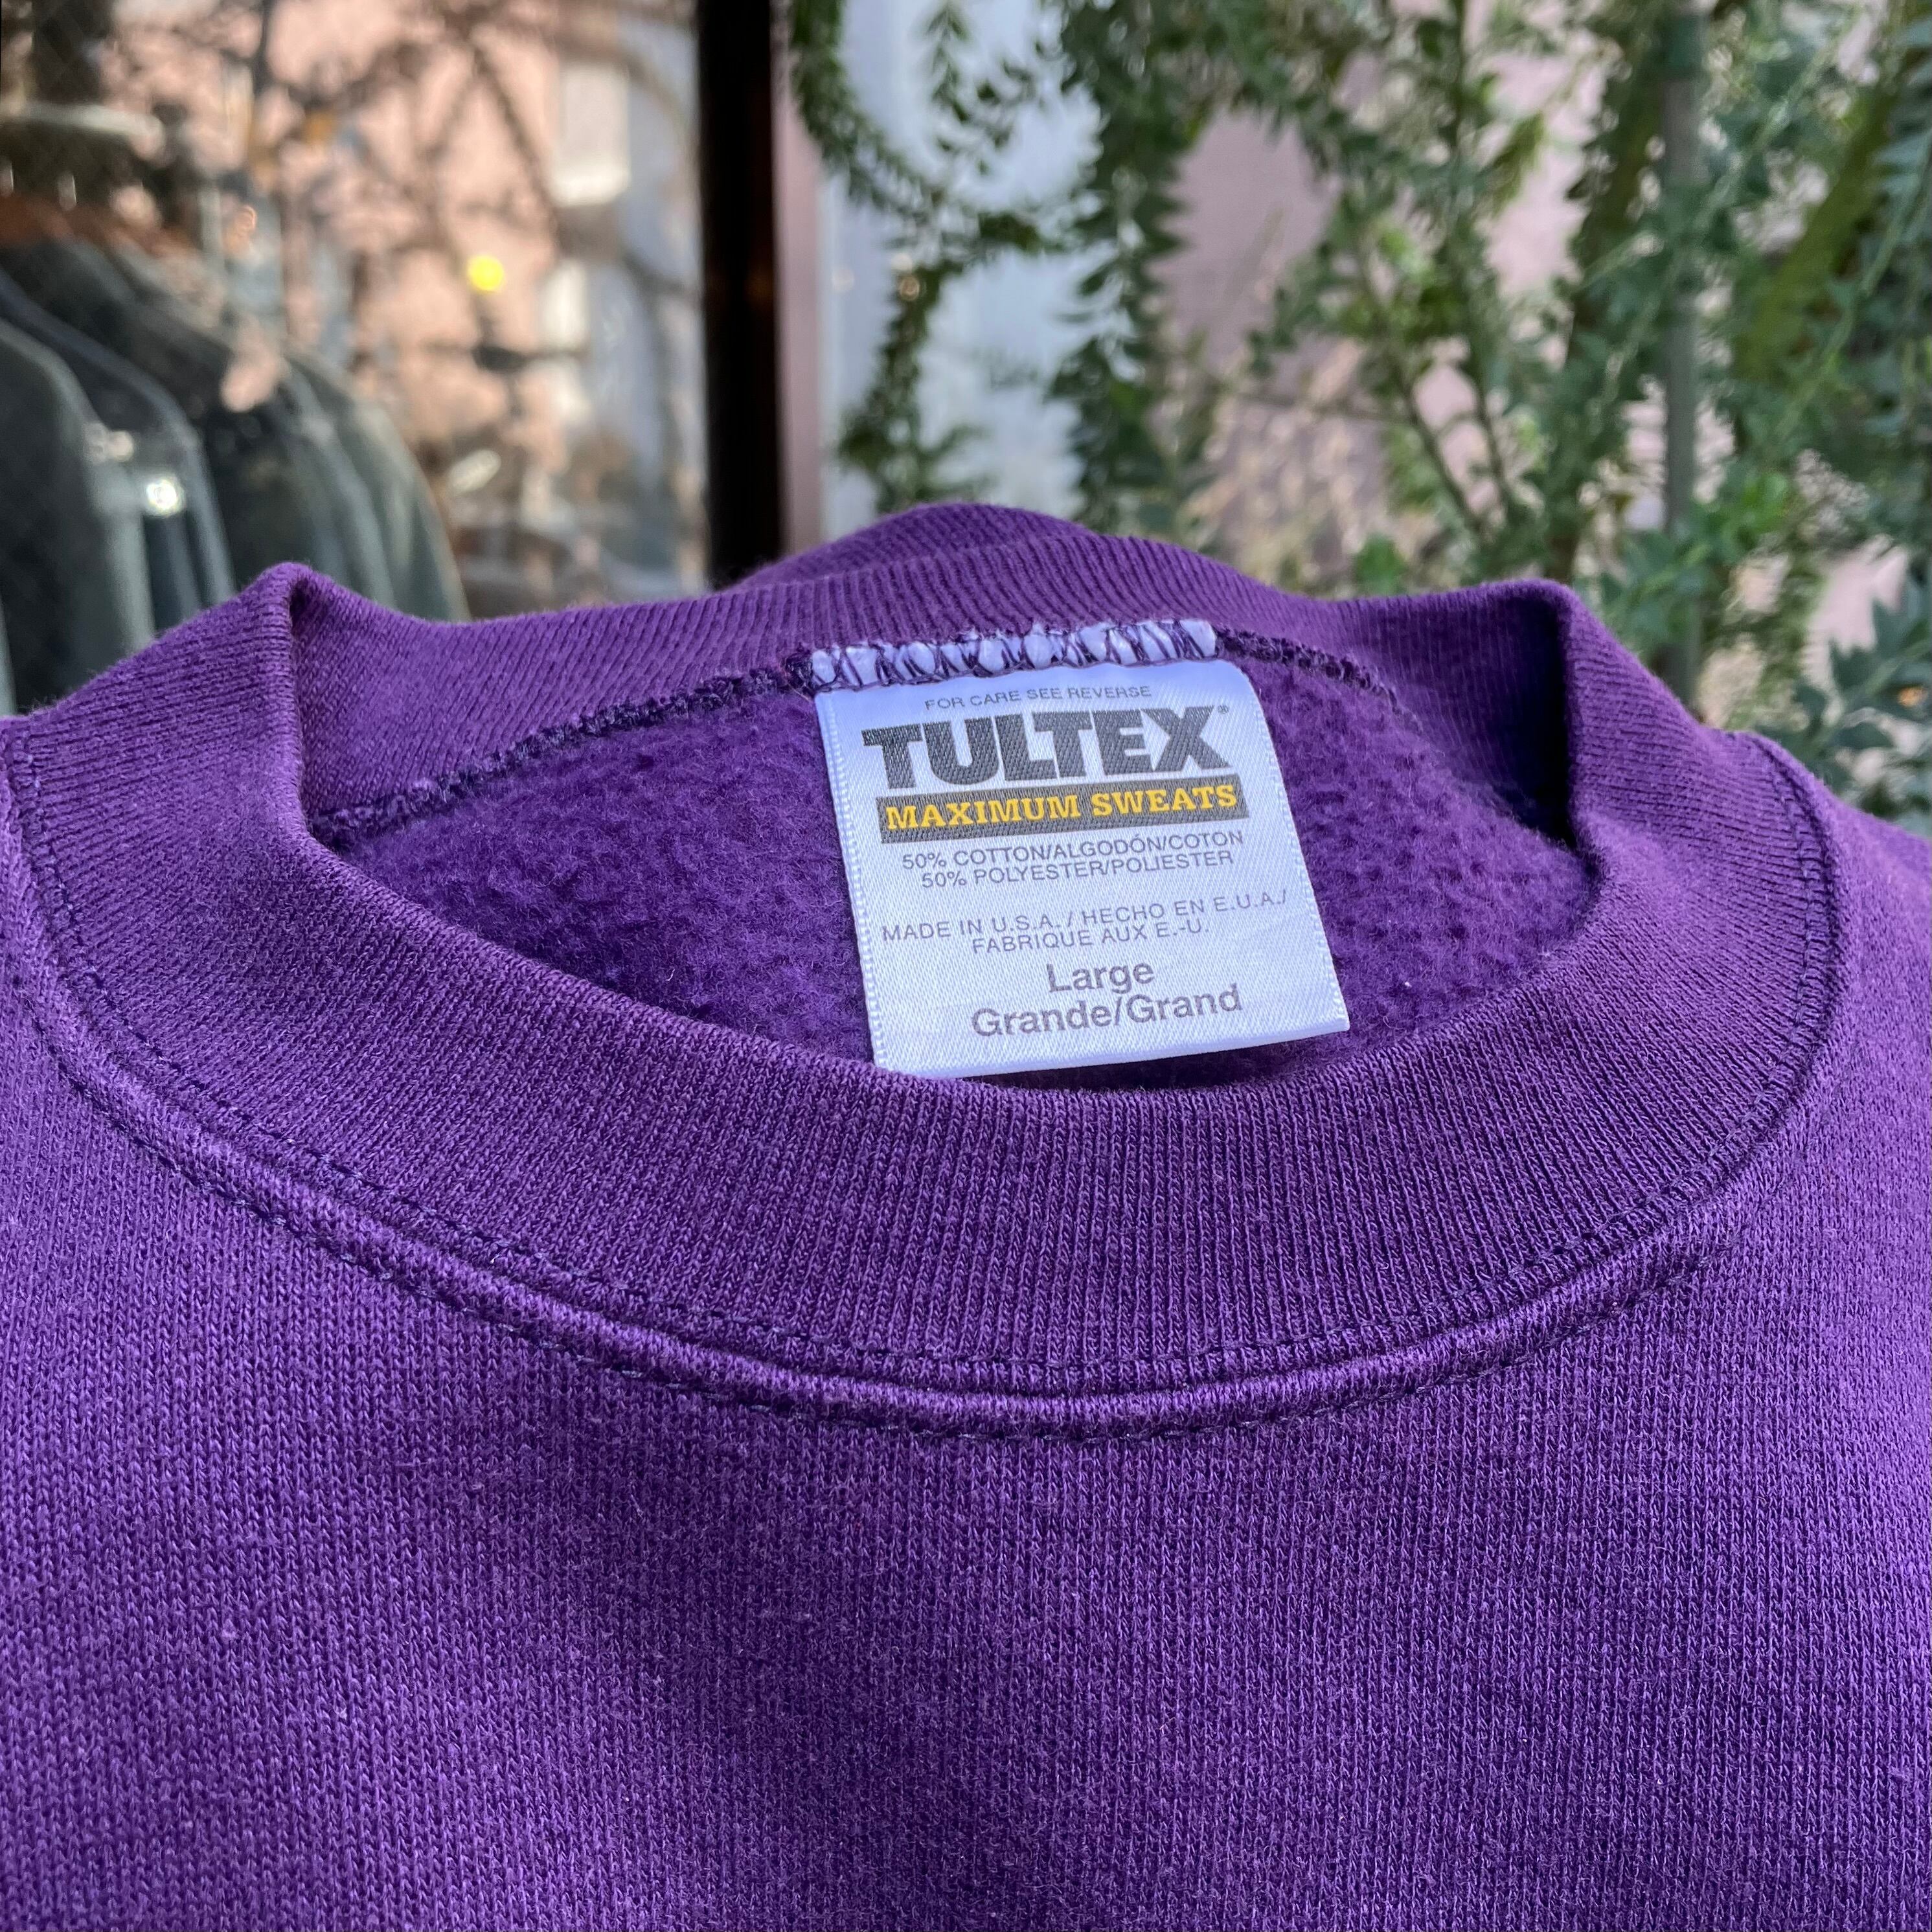 FOR CARE SEE REVERSE
TULTEX®
MAXIMUM SWEATS
50% COTTON/ALGODÓN/COTON
50% POLYESTER/POLIESTER
MADE IN U.S.A. / HECHO EN E.U.A./
FABRIQUE AUX E.-U.
Large
Grande/Grand